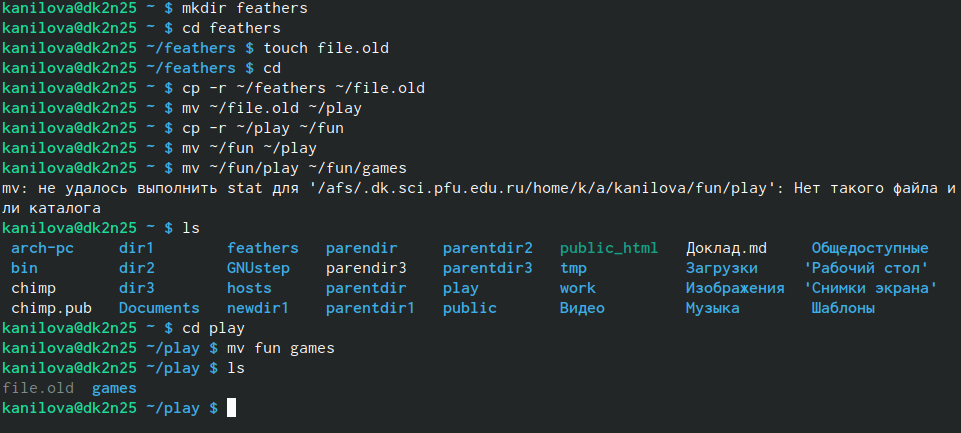 kanilova@dk2n25 ~ $ mkdir feathers
kanilova@dk2n25 ~ $ cd feathers
kanilova@dk2n25 ~/feathers $ touch file.old
kanilova@dk2n25 ~/feathers $ cd
kanilova@dk2n25 ~ $ cp -r ~/feathers ~/file.old
kanilova@dk2n25 ~ $ mv ~/file.old ~/play
kanilova@dk2n25 ~ $ cp -r ~/play ~/fun
kanilova@dk2n25 ~ $ mv ~/fun ~/play
kanilova@dk2n25 ~ $ mv ~/fun/play ~/fun/games
mv: не удалось выполнить stat для '/afs/.dk.sci.pfu.edu.ru/home/k/a/kanilova/fun/play': Нет такого файла и
ли каталога
kanilova@dk2n25 ~ $ ls
arch-pc dir1 feathers parendir parentdir2 public_html Доклад.md Общедоступные
bin dir2 GNUstep parendir3 parentdir3 tmp Загрузки 'Рабочий стол'
chimp dir3 hosts parentdir play work Изображения 'Снимки экрана'
chimp.pub Documents newdir1 parentdir1 public Видео Музыка Шаблоны
kanilova@dk2n25 ~ $ cd play
kanilova@dk2n25 ~/play $ mv fun games
kanilova@dk2n25 ~/play $ ls
file.old games
kanilova@dk2n25 ~/play $